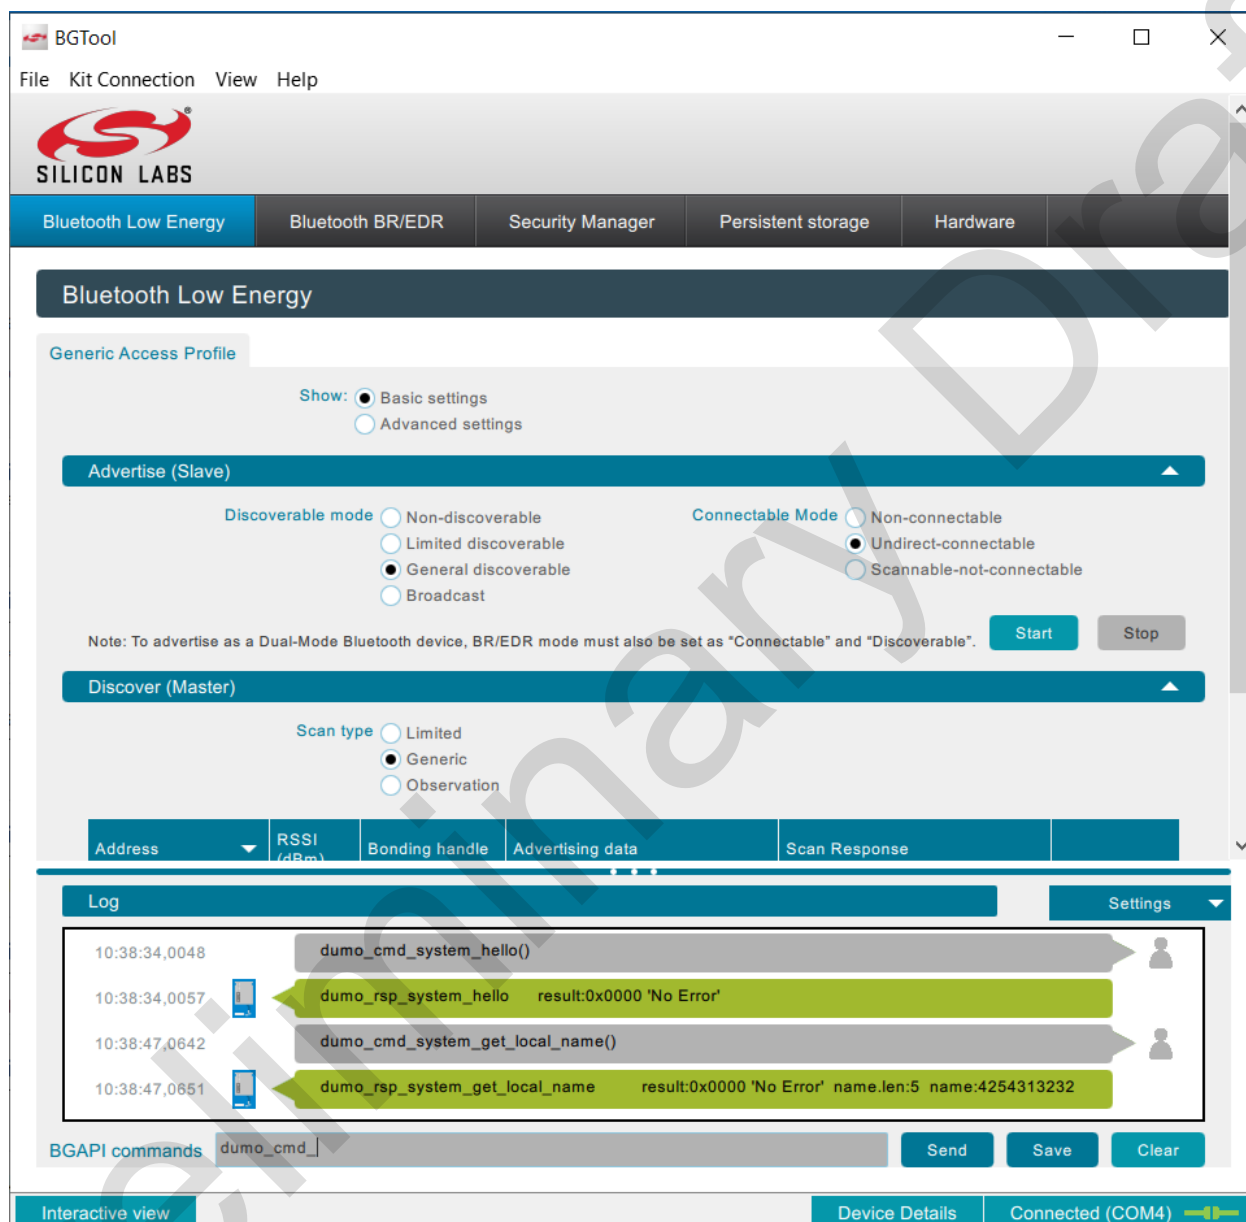 BGTool
File Kit Connection View Help
SILICON LABS
Bluetooth Low Energy Bluetooth BR/EDR Security Manager Persistent storage Hardware
Bluetooth Low Energy
Generic Access Profile
Show: Basic settings
Advanced settings
Advertise (Slave)
Discoverable mode Non-discoverable Connectable Mode Non-connectable
Limited discoverable Undirect-connectable
General discoverable Scannable-not-connectable
Broadcast
Note: To advertise as a Dual-Mode Bluetooth device, BR/EDR mode must also be set as "Connectable" and "Discoverable". Start Stop
Discover (Master)
Scan type Limited
Generic
Observation
Address RSSI (dBm) Bonding handle Advertising data Scan Response
Log Settings
10:38:34,0048 dumo_cmd_system_hello()
10:38:34,0057 dumo_rsp_system_hello result:0x0000 'No Error'
10:38:47,0642 dumo_cmd_system_get_local_name()
10:38:47,0651 dumo_rsp_system_get_local_name result:0x0000 'No Error' name.len:5 name:4254313232
BGAPI commands dumo_cmd_ Send Save Clear
Interactive view Device Details Connected (COM4)
eliminary Draf